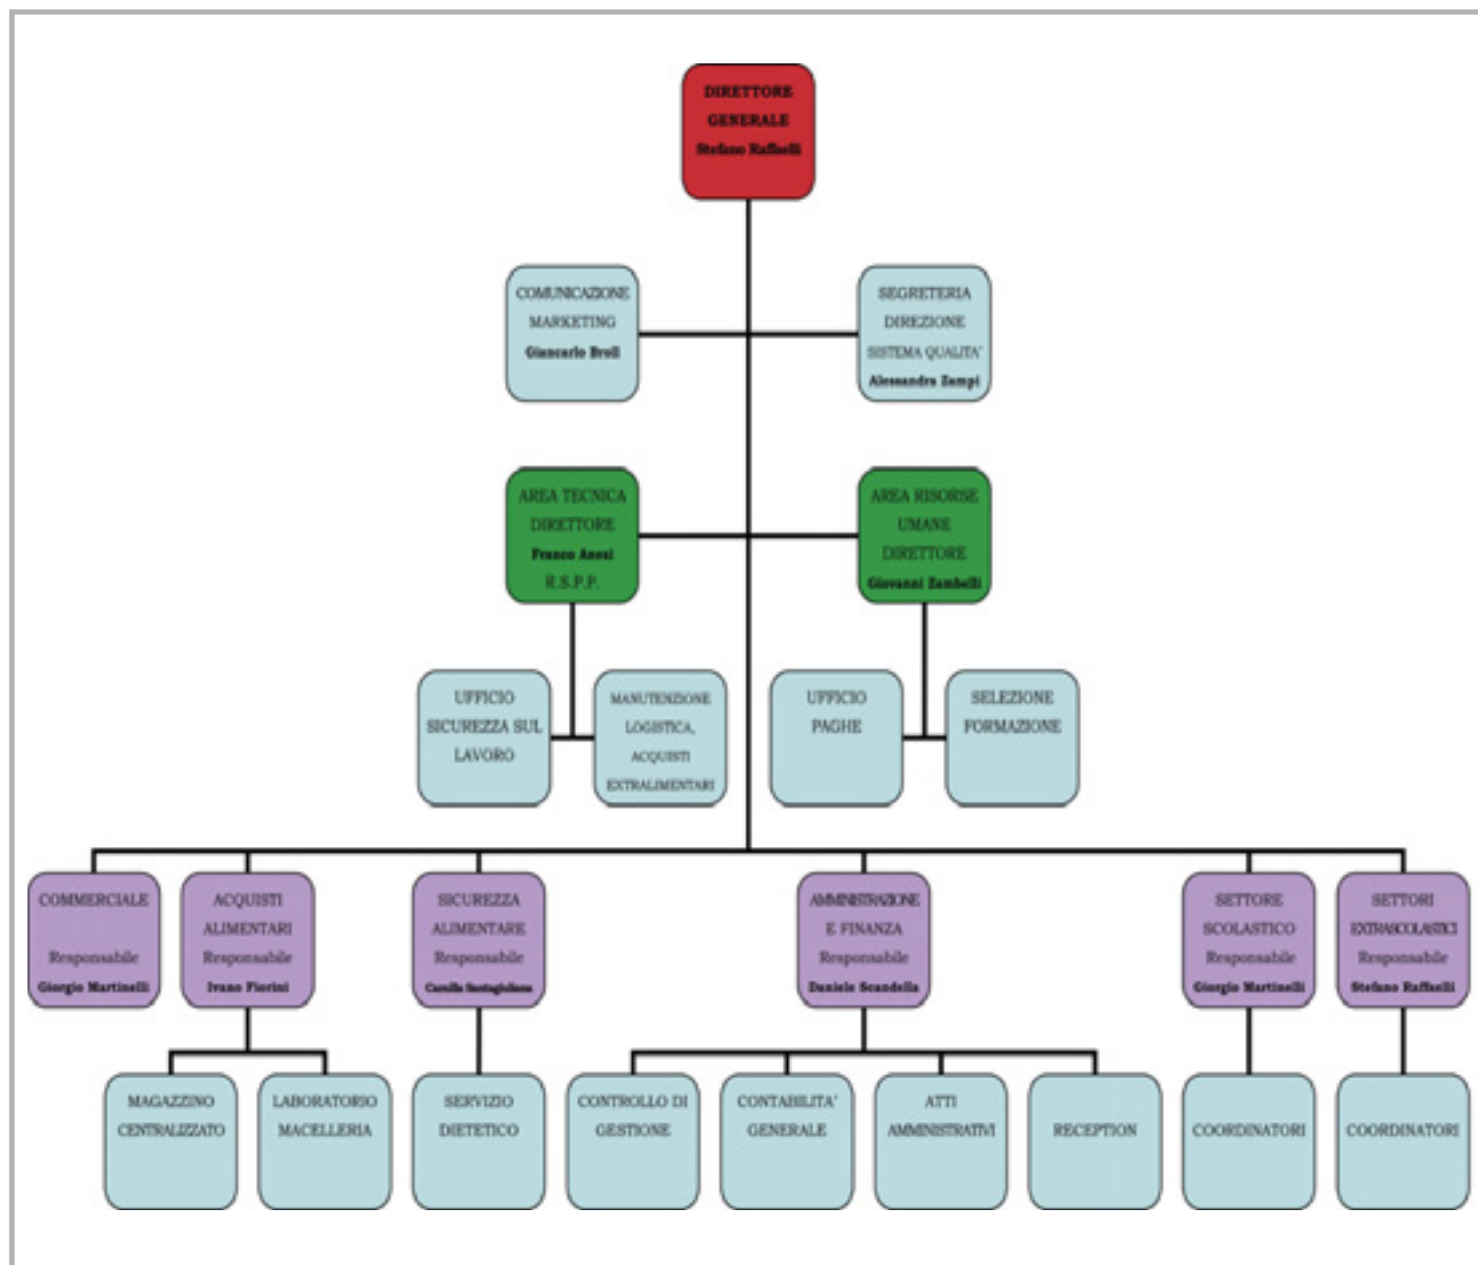 DIRETTORE
GENERALE
Stefano Raffaelli
COMUNICAZIONE
MARKETING
Giancarlo Broll
SEGRETERIA
DIREZIONE
SISTEMA QUALITA'
Alessandra Zampi
AREA TECNICA
DIRETTORE
Franco Anesi
R.S.P.P.
AREA RISORSE
UMANE
DIRETTORE
Giovanni Zambelli
UFFICIO
SICUREZZA SUL
LAVORO
MANUTENZIONE
LOGISTICA,
ACQUISTI
EXTRALIMENTARI
UFFICIO
PAGHE
SELEZIONE
FORMAZIONE
COMMERCIALE
Responsabile
Giorgio Martinelli
ACQUISTI
ALIMENTARI
Responsabile
Ivano Fiorini
SICUREZZA
ALIMENTARE
Responsabile
Camilla Santagiuliana
AMMINISTRAZIONE
E FINANZA
Responsabile
Daniele Scandella
SETTORE
SCOLASTICO
Responsabile
Giorgio Martinelli
SETTORI
EXTRASCOLASTICI
Responsabile
Stefano Raffaelli
MAGAZZINO
CENTRALIZZATO
LABORATORIO
MACELLERIA
SERVIZIO
DIETETICO
CONTROLLO DI
GESTIONE
CONTABILITA'
GENERALE
ATTI
AMMINISTRATIVI
RECEPTION
COORDINATORI
COORDINATORI